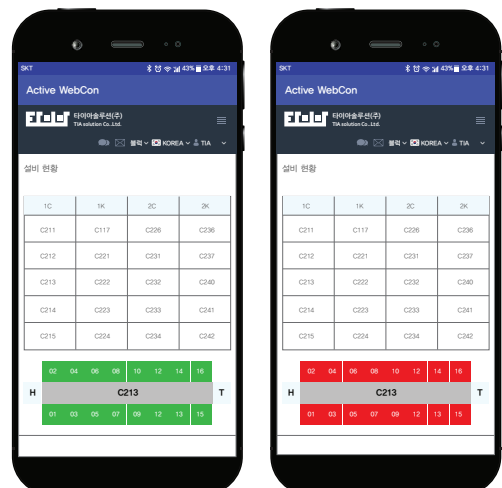 SKT 43% 오후 4:31
Active WebCon
타이아솔루션(주)
TIA solution Co., Ltd.
블럭 KOREA TIA
설비 현황
1C 1K 2C 2K
C211 C117 C226 C236
C212 C221 C231 C237
C213 C222 C232 C240
C214 C223 C233 C241
C215 C224 C234 C242
02 04 06 08 10 12 14 16
H C213 T
01 03 05 07 09 12 13 15
SKT 43% 오후 4:31
Active WebCon
타이아솔루션(주)
TIA solution Co., Ltd.
블럭 KOREA TIA
설비 현황
1C 1K 2C 2K
C211 C117 C226 C236
C212 C221 C231 C237
C213 C222 C232 C240
C214 C223 C233 C241
C215 C224 C234 C242
02 04 06 08 10 12 14 16
H C213 T
01 03 05 07 09 12 13 15